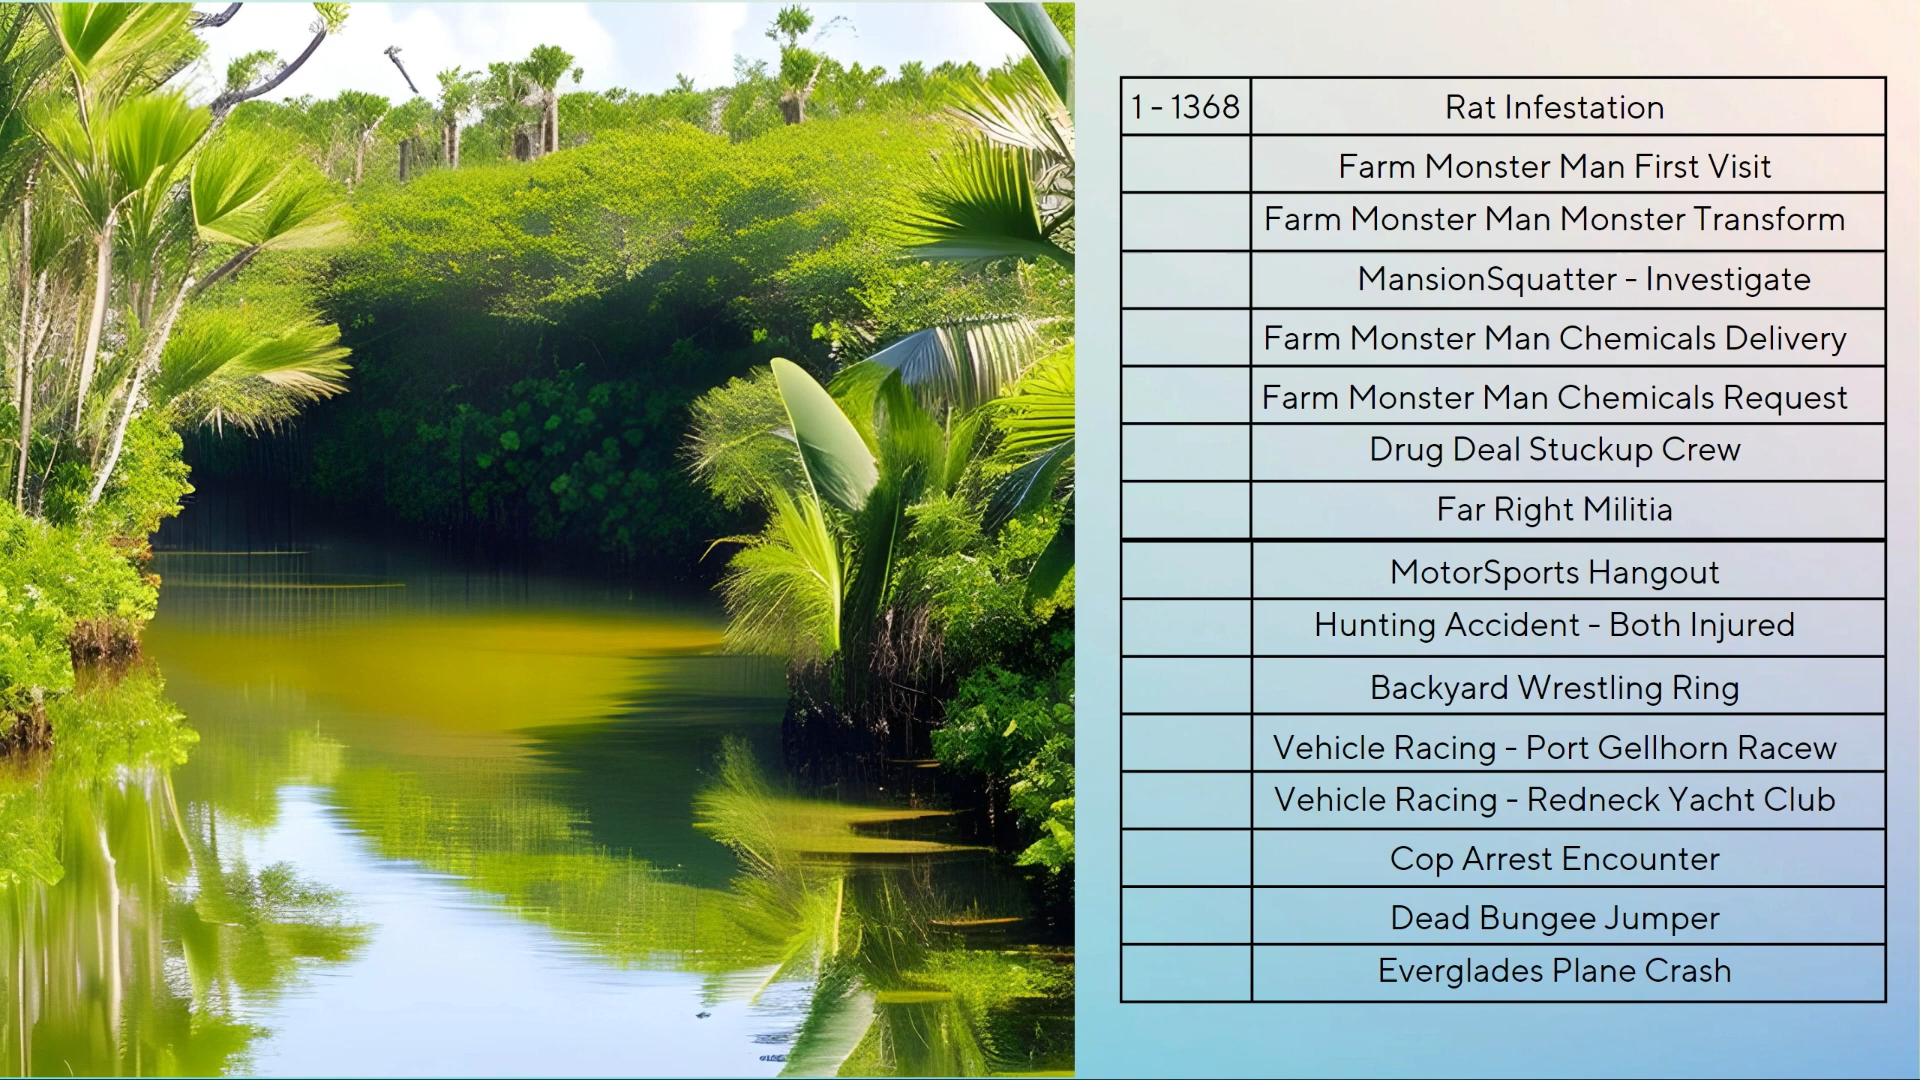 1 - 1368 Rat Infestation
Farm Monster Man First Visit
Farm Monster Man Monster Transform
MansionSquatter - Investigate
Farm Monster Man Chemicals Delivery
Farm Monster Man Chemicals Request
Drug Deal Stuckup Crew
Far Right Militia
MotorSports Hangout
Hunting Accident - Both Injured
Backyard Wrestling Ring
Vehicle Racing - Port Gellhorn Racew
Vehicle Racing - Redneck Yacht Club
Cop Arrest Encounter
Dead Bungee Jumper
Everglades Plane Crash